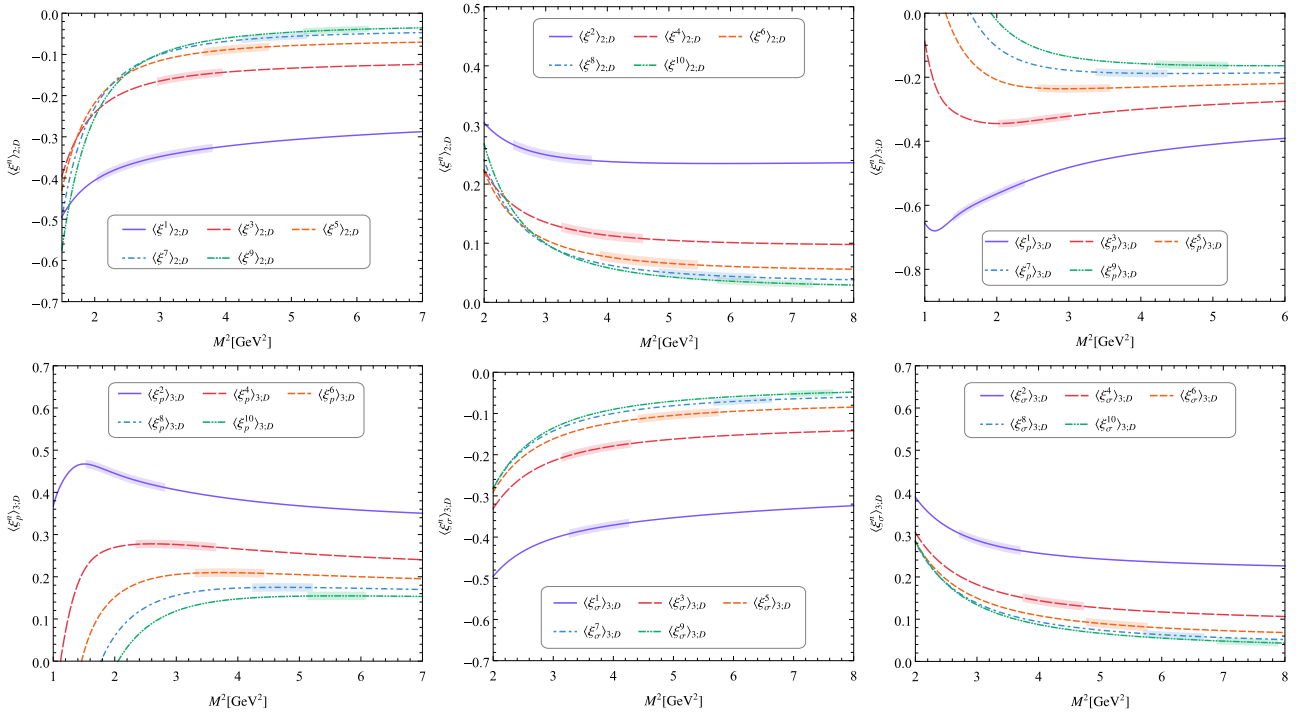 0.0
−0.1
−0.2
−0.3
−0.4
−0.5
−0.6
−0.7
⟨ξⁿ⟩2;D
⟨ξ¹⟩2;D ⟨ξ³⟩2;D ⟨ξ⁵⟩2;D
⟨ξ⁷⟩2;D ⟨ξ⁹⟩2;D
2 3 4 5 6 7
M²[GeV²]
0.5
0.4
0.3
0.2
0.1
0.0
⟨ξⁿ⟩2;D
⟨ξ²⟩2;D ⟨ξ⁴⟩2;D ⟨ξ⁶⟩2;D
⟨ξ⁸⟩2;D ⟨ξ¹⁰⟩2;D
2 3 4 5 6 7 8
M²[GeV²]
0.0
−0.2
−0.4
−0.6
−0.8
⟨ξₚⁿ⟩3;D
⟨ξₚ¹⟩3;D ⟨ξₚ³⟩3;D ⟨ξₚ⁵⟩3;D
⟨ξₚ⁷⟩3;D ⟨ξₚ⁹⟩3;D
1 2 3 4 5 6
M²[GeV²]
0.7
0.6
0.5
0.4
0.3
0.2
0.1
0.0
⟨ξₚⁿ⟩3;D
⟨ξₚ²⟩3;D ⟨ξₚ⁴⟩3;D ⟨ξₚ⁶⟩3;D
⟨ξₚ⁸⟩3;D ⟨ξₚ¹⁰⟩3;D
1 2 3 4 5 6 7
M²[GeV²]
−0.0
−0.1
−0.2
−0.3
−0.4
−0.5
−0.6
−0.7
⟨ξσⁿ⟩3;D
⟨ξσ¹⟩3;D ⟨ξσ³⟩3;D ⟨ξσ⁵⟩3;D
⟨ξσ⁷⟩3;D ⟨ξσ⁹⟩3;D
2 3 4 5 6 7 8
M²[GeV²]
0.7
0.6
0.5
0.4
0.3
0.2
0.1
0.0
⟨ξσⁿ⟩3;D
⟨ξσ²⟩3;D ⟨ξσ⁴⟩3;D ⟨ξσ⁶⟩3;D
⟨ξσ⁸⟩3;D ⟨ξσ¹⁰⟩3;D
2 3 4 5 6 7 8
M²[GeV²]